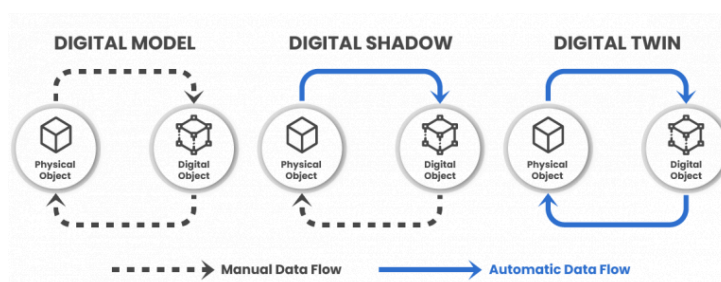 DIGITAL MODEL
DIGITAL SHADOW
DIGITAL TWIN
Physical
Object
Digital
Object
Physical
Object
Digital
Object
Physical
Object
Digital
Object
Manual Data Flow
Automatic Data Flow